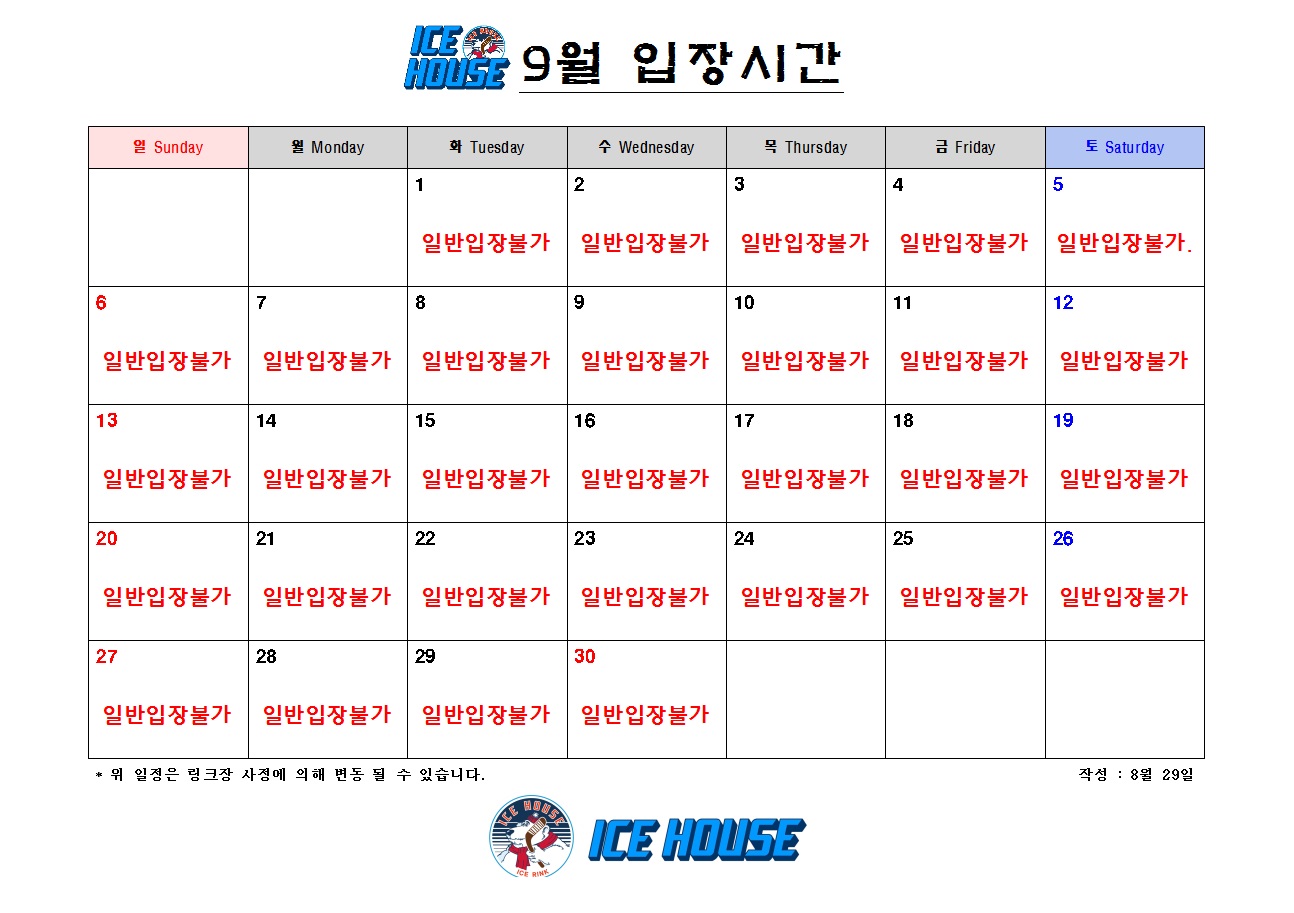 ICE HOUSE
9월 입장시간
일 Sunday 월 Monday 화 Tuesday 수 Wednesday 목 Thursday 금 Friday 토 Saturday
1 2 3 4 5
일반입장불가 일반입장불가 일반입장불가 일반입장불가 일반입장불가.
6 7 8 9 10 11 12
일반입장불가 일반입장불가 일반입장불가 일반입장불가 일반입장불가 일반입장불가 일반입장불가
13 14 15 16 17 18 19
일반입장불가 일반입장불가 일반입장불가 일반입장불가 일반입장불가 일반입장불가 일반입장불가
20 21 22 23 24 25 26
일반입장불가 일반입장불가 일반입장불가 일반입장불가 일반입장불가 일반입장불가 일반입장불가
27 28 29 30
일반입장불가 일반입장불가 일반입장불가 일반입장불가
* 위 일정은 링크장 사정에 의해 변동 될 수 있습니다. 작성 : 8월 29일
ICE HOUSE
ICE RINK
ICE HOUSE